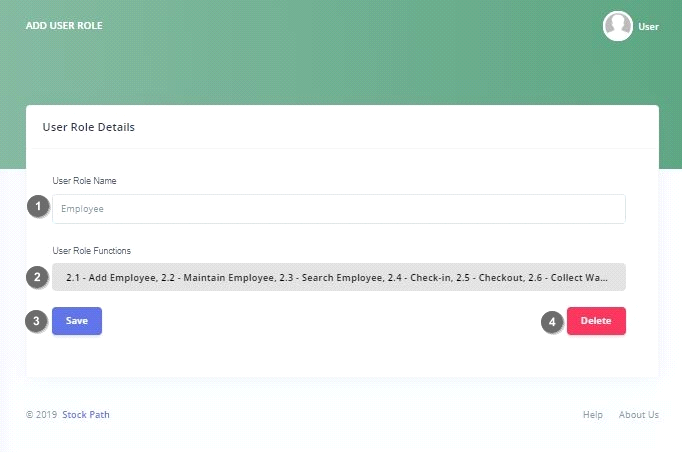 ADD USER ROLE
User
User Role Details
User Role Name
1
Employee
User Role Functions
2
2.1 - Add Employee, 2.2 - Maintain Employee, 2.3 - Search Employee, 2.4 - Check-in, 2.5 - Checkout, 2.6 - Collect Wa...
3
Save
4
Delete
© 2019 Stock Path
Help
About Us